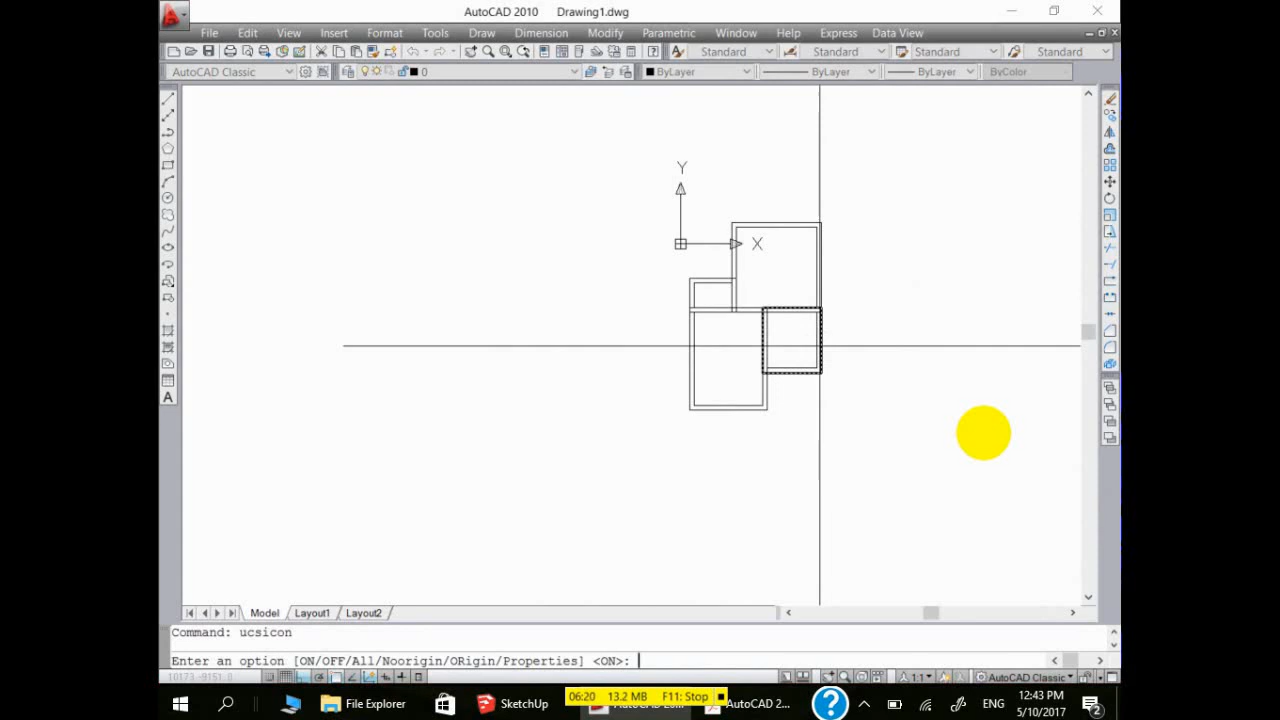 AutoCAD 2010 Drawing1.dwg
File Edit View Insert Format Tools Draw Dimension Modify Parametric Window Help Express Data View
Standard Standard Standard Standard
AutoCAD Classic 0 ByLayer ByLayer ByLayer ByColor
Y
X
A
Model Layout1 Layout2
Command: ucsicon
Enter an option [ON/OFF/All/Noorigin/ORigin/Properties] <ON>:
1:1 AutoCAD Classic
File Explorer SketchUp 06:20 13.2 MB F11: Stop AutoCAD 2... ? ENG 12:43 PM
5/10/2017 2